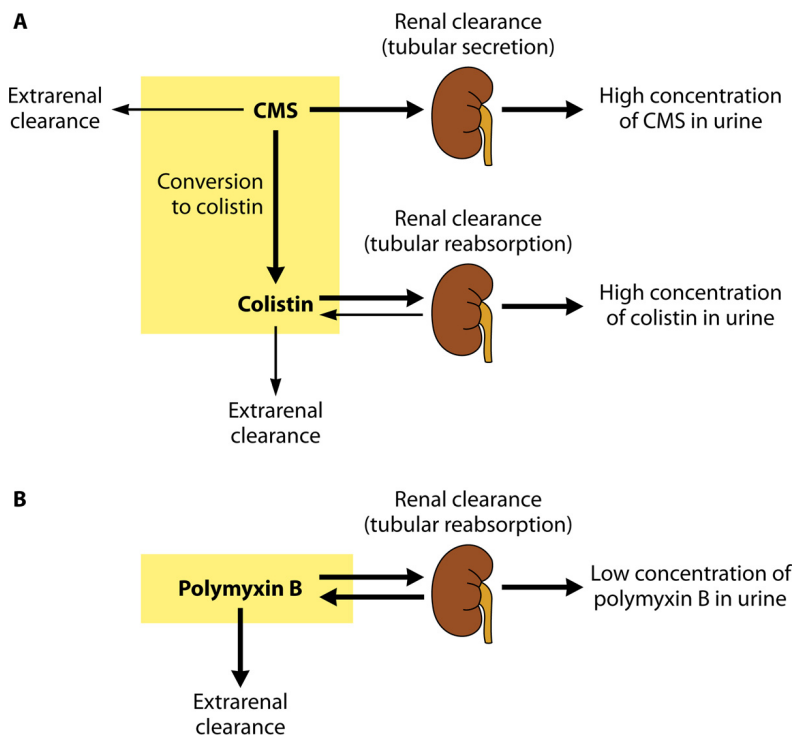 A
Renal clearance
(tubular secretion)
Extrarenal
clearance
CMS
High concentration
of CMS in urine
Conversion
to colistin
Renal clearance
(tubular reabsorption)
Colistin
High concentration
of colistin in urine
Extrarenal
clearance
B
Renal clearance
(tubular reabsorption)
Polymyxin B
Low concentration of
polymyxin B in urine
Extrarenal
clearance